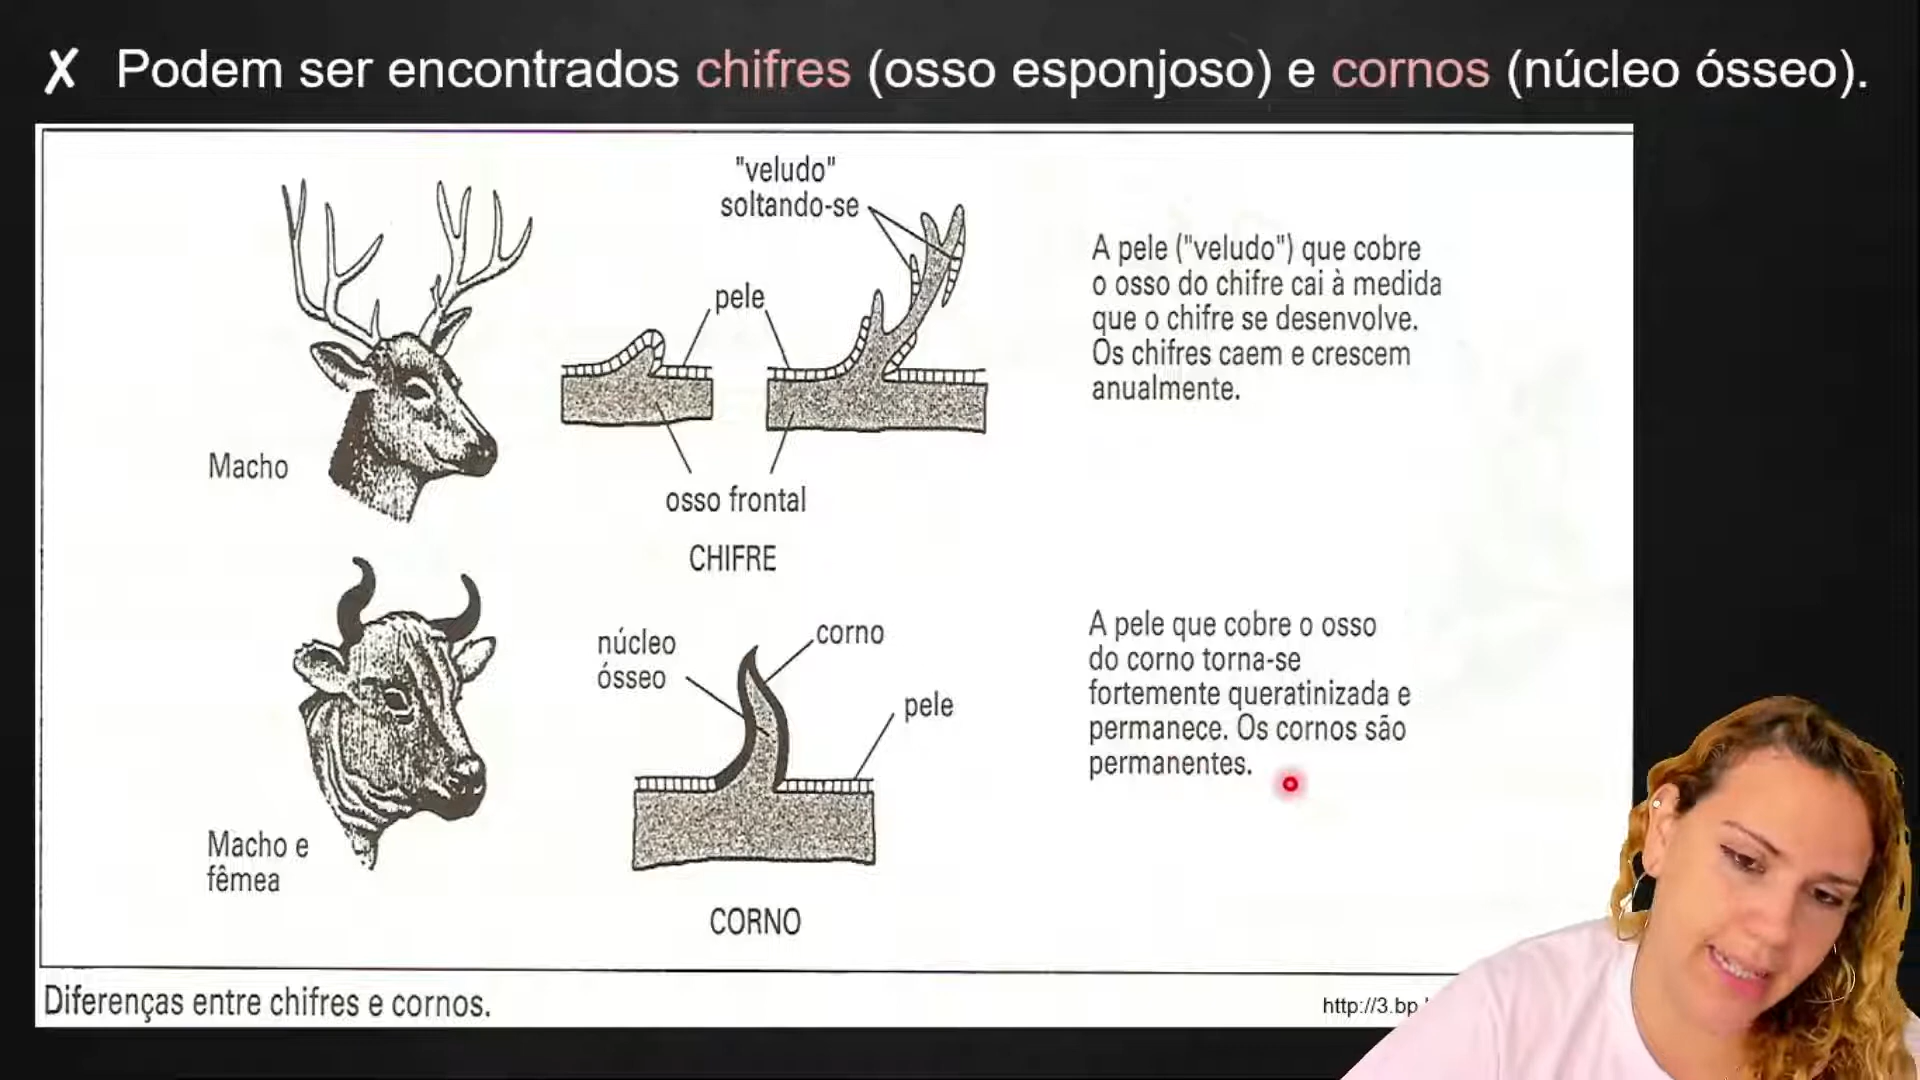 ✗ Podem ser encontrados chifres (osso esponjoso) e cornos (núcleo ósseo).
"veludo"
soltando-se
pele
osso frontal
Macho
CHIFRE
A pele ("veludo") que cobre
o osso do chifre cai à medida
que o chifre se desenvolve.
Os chifres caem e crescem
anualmente.
núcleo
ósseo
corno
pele
Macho e
fêmea
CORNO
A pele que cobre o osso
do corno torna-se
fortemente queratinizada e
permanece. Os cornos são
permanentes.
Diferenças entre chifres e cornos.
http://3.bp.